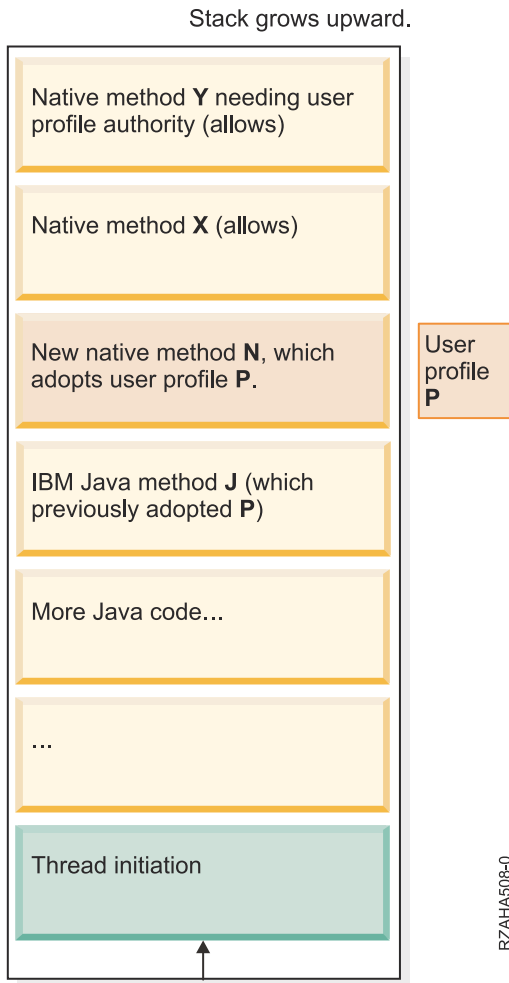 Stack grows upward.
Native method Y needing user
profile authority (allows)
Native method X (allows)
New native method N, which
adopts user profile P.
User
profile
P
IBM Java method J (which
previously adopted P)
More Java code...
...
Thread initiation
RZAHA508-0